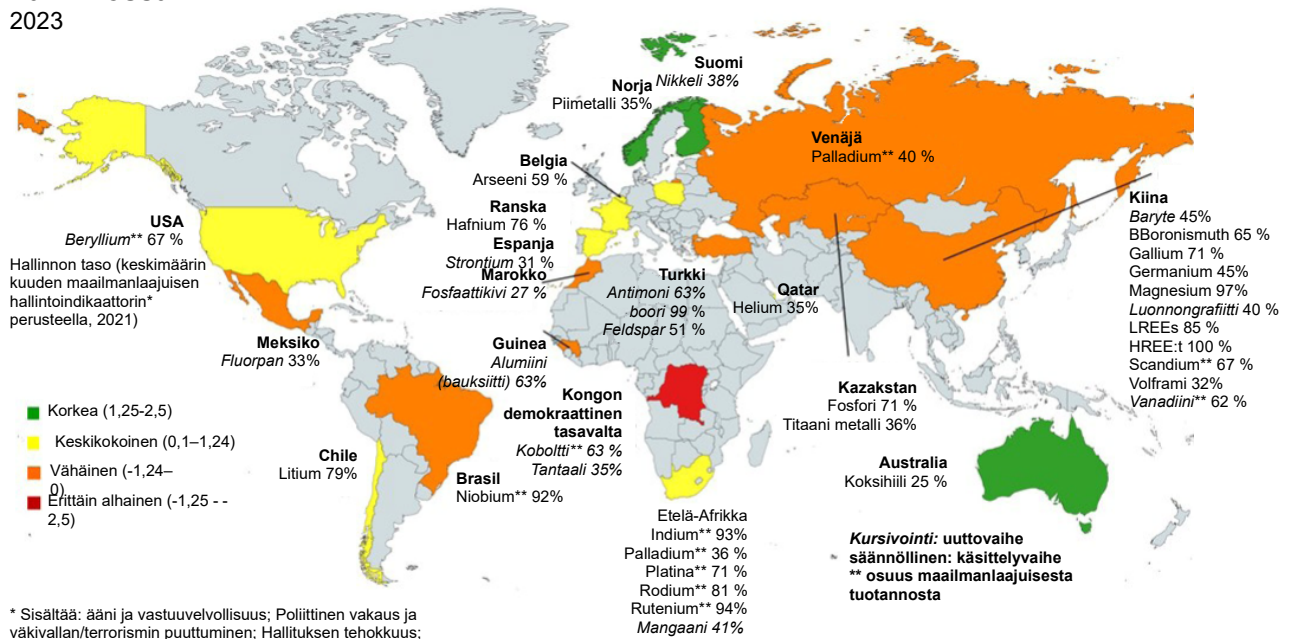 2023
Suomi
Nikkeli 38%
Norja
Piimetalli 35%
Venäjä
Palladium** 40 %
Belgia
Arseeni 59 %
Ranska
Hafnium 76 %
Espanja
Strontium 31 %
Marokko
Fosfaattikivi 27 %
USA
Beryllium** 67 %
Hallinnon taso (keskimäärin
kuuden maailmanlaajuisen
hallintoindikaattorin*
perusteella, 2021)
Turkki
Antimoni 63%
boori 99 %
Feldspar 51 %
Qatar
Helium 35%
Kiina
Baryte 45%
BBoronismuth 65 %
Gallium 71 %
Germanium 45%
Magnesium 97%
Luonnongrafiitti 40 %
LREEs 85 %
HREE:t 100 %
Scandium** 67 %
Volframi 32%
Vanadiini** 62 %
Meksiko
Fluorpan 33%
Guinea
Alumiini
(bauksiitti) 63%
Kongon
demokraattinen
tasavalta
Koboltti** 63 %
Tantaali 35%
Kazakstan
Fosfori 71 %
Titaani metalli 36%
Korkea (1,25-2,5)
Keskikokoinen (0,1–1,24)
Vähäinen (-1,24–
0)
Erittäin alhainen (-1,25 - -
2,5)
Chile
Litium 79%
Brasil
Niobium** 92%
Australia
Koksihiili 25 %
Etelä-Afrikka
Indium** 93%
Palladium** 36 %
Platina** 71 %
Rodium** 81 %
Rutenium** 94%
Mangaani 41%
Kursivointi: uuttovaihe
säännöllinen: käsittelyvaihe
** osuus maailmanlaajuisesta
tuotannosta
* Sisältää: ääni ja vastuuvelvollisuus; Poliittinen vakaus ja
väkivallan/terrorismin puuttuminen; Hallituksen tehokkuus;